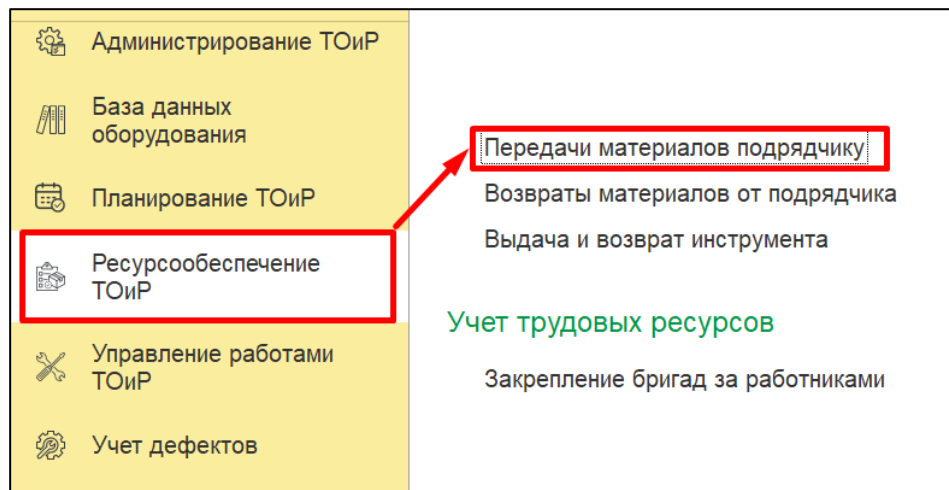 Администрирование ТОиР
База данных
оборудования
Планирование ТОиР
Ресурсообеспечение
ТОиР
Управление работами
ТОиР
Учет дефектов
Передачи материалов подрядчику
Возвраты материалов от подрядчика
Выдача и возврат инструмента
Учет трудовых ресурсов
Закрепление бригад за работниками